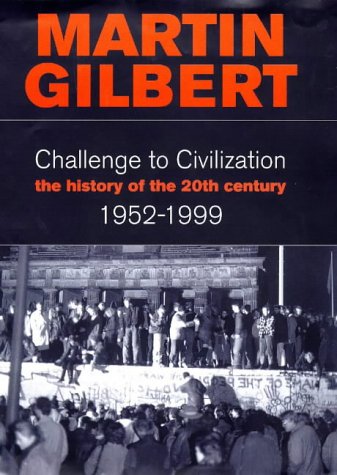 MARTIN
GILBERT
Challenge to Civilization
the history of the 20th century
1952-1999